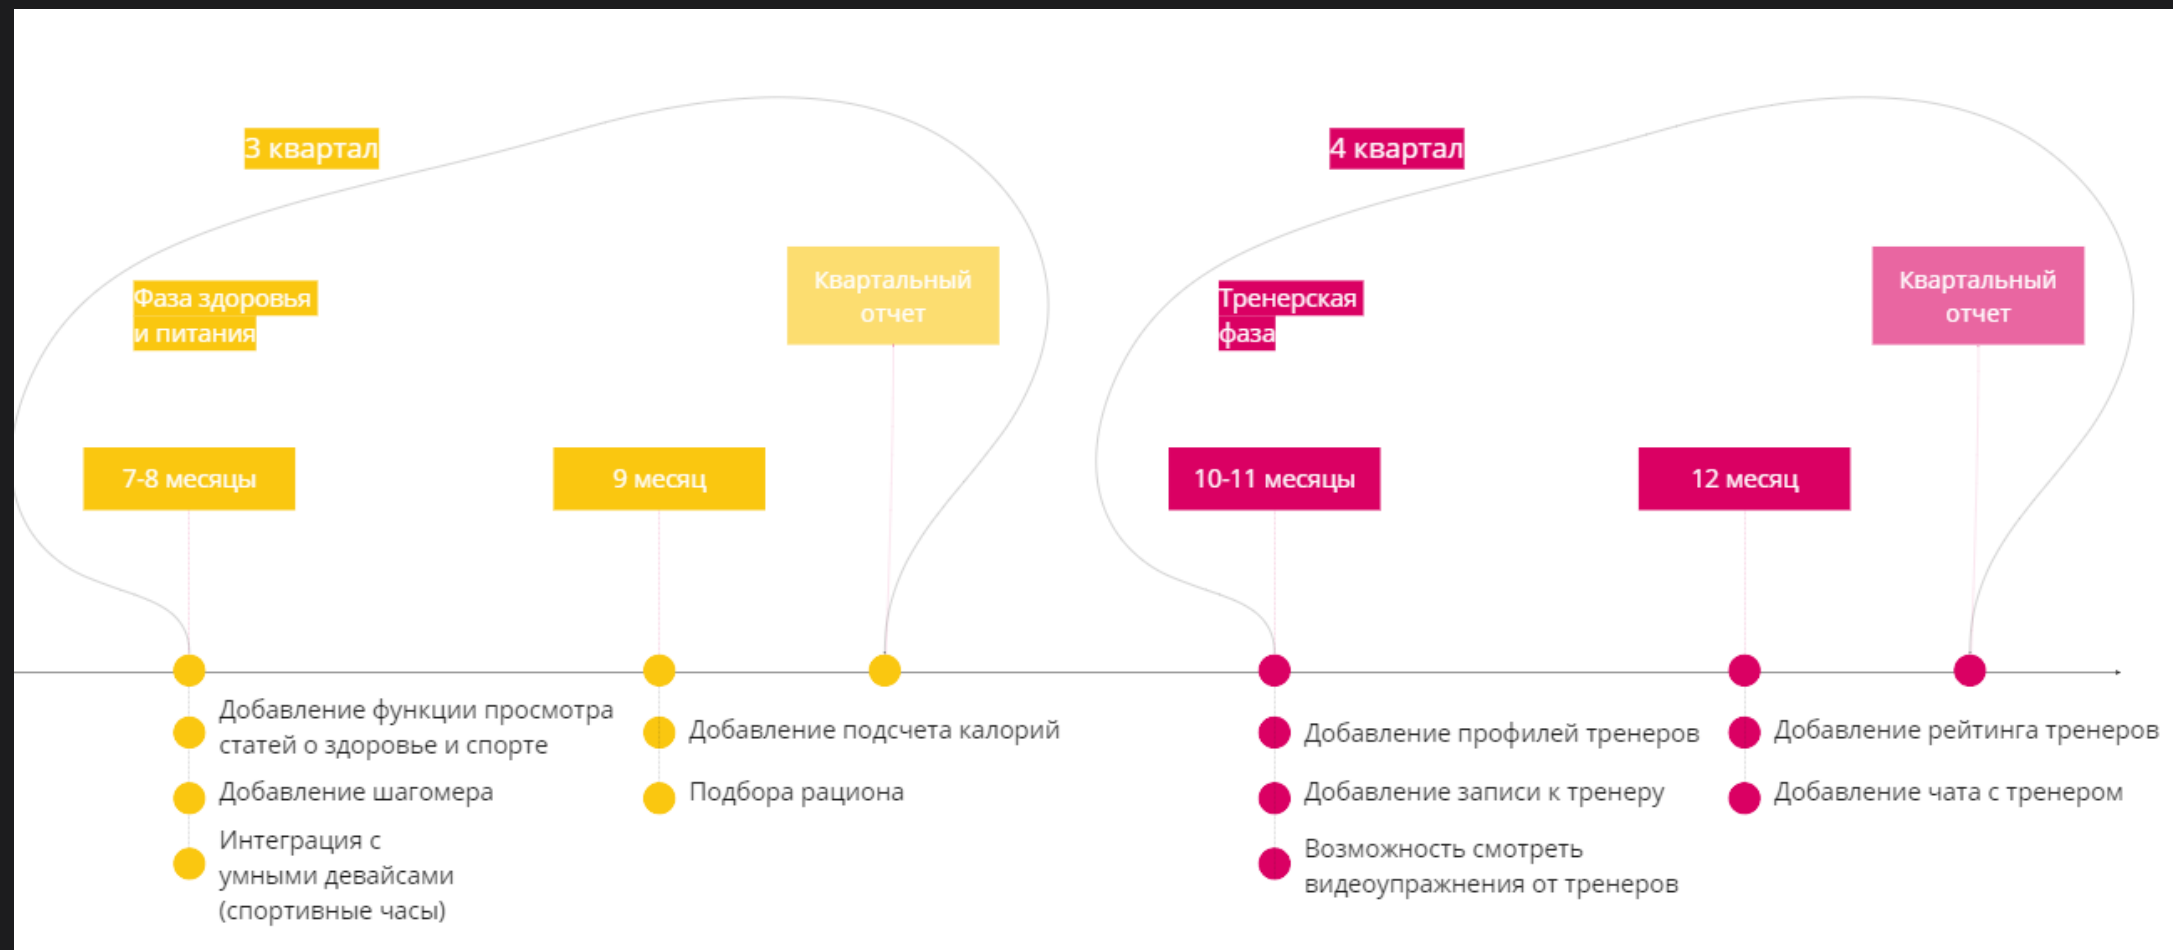 3 квартал
Фаза здоровья
и питания
Квартальный
отчет
7-8 месяцы
9 месяц
Добавление функции просмотра
статей о здоровье и спорте
Добавление шагомера
Интеграция с
умными девайсами
(спортивные часы)
Добавление подсчета калорий
Подбора рациона
4 квартал
Тренерская
фаза
Квартальный
отчет
10-11 месяцы
12 месяц
Добавление профилей тренеров
Добавление записи к тренеру
Возможность смотреть
видеоупражнения от тренеров
Добавление рейтинга тренеров
Добавление чата с тренером